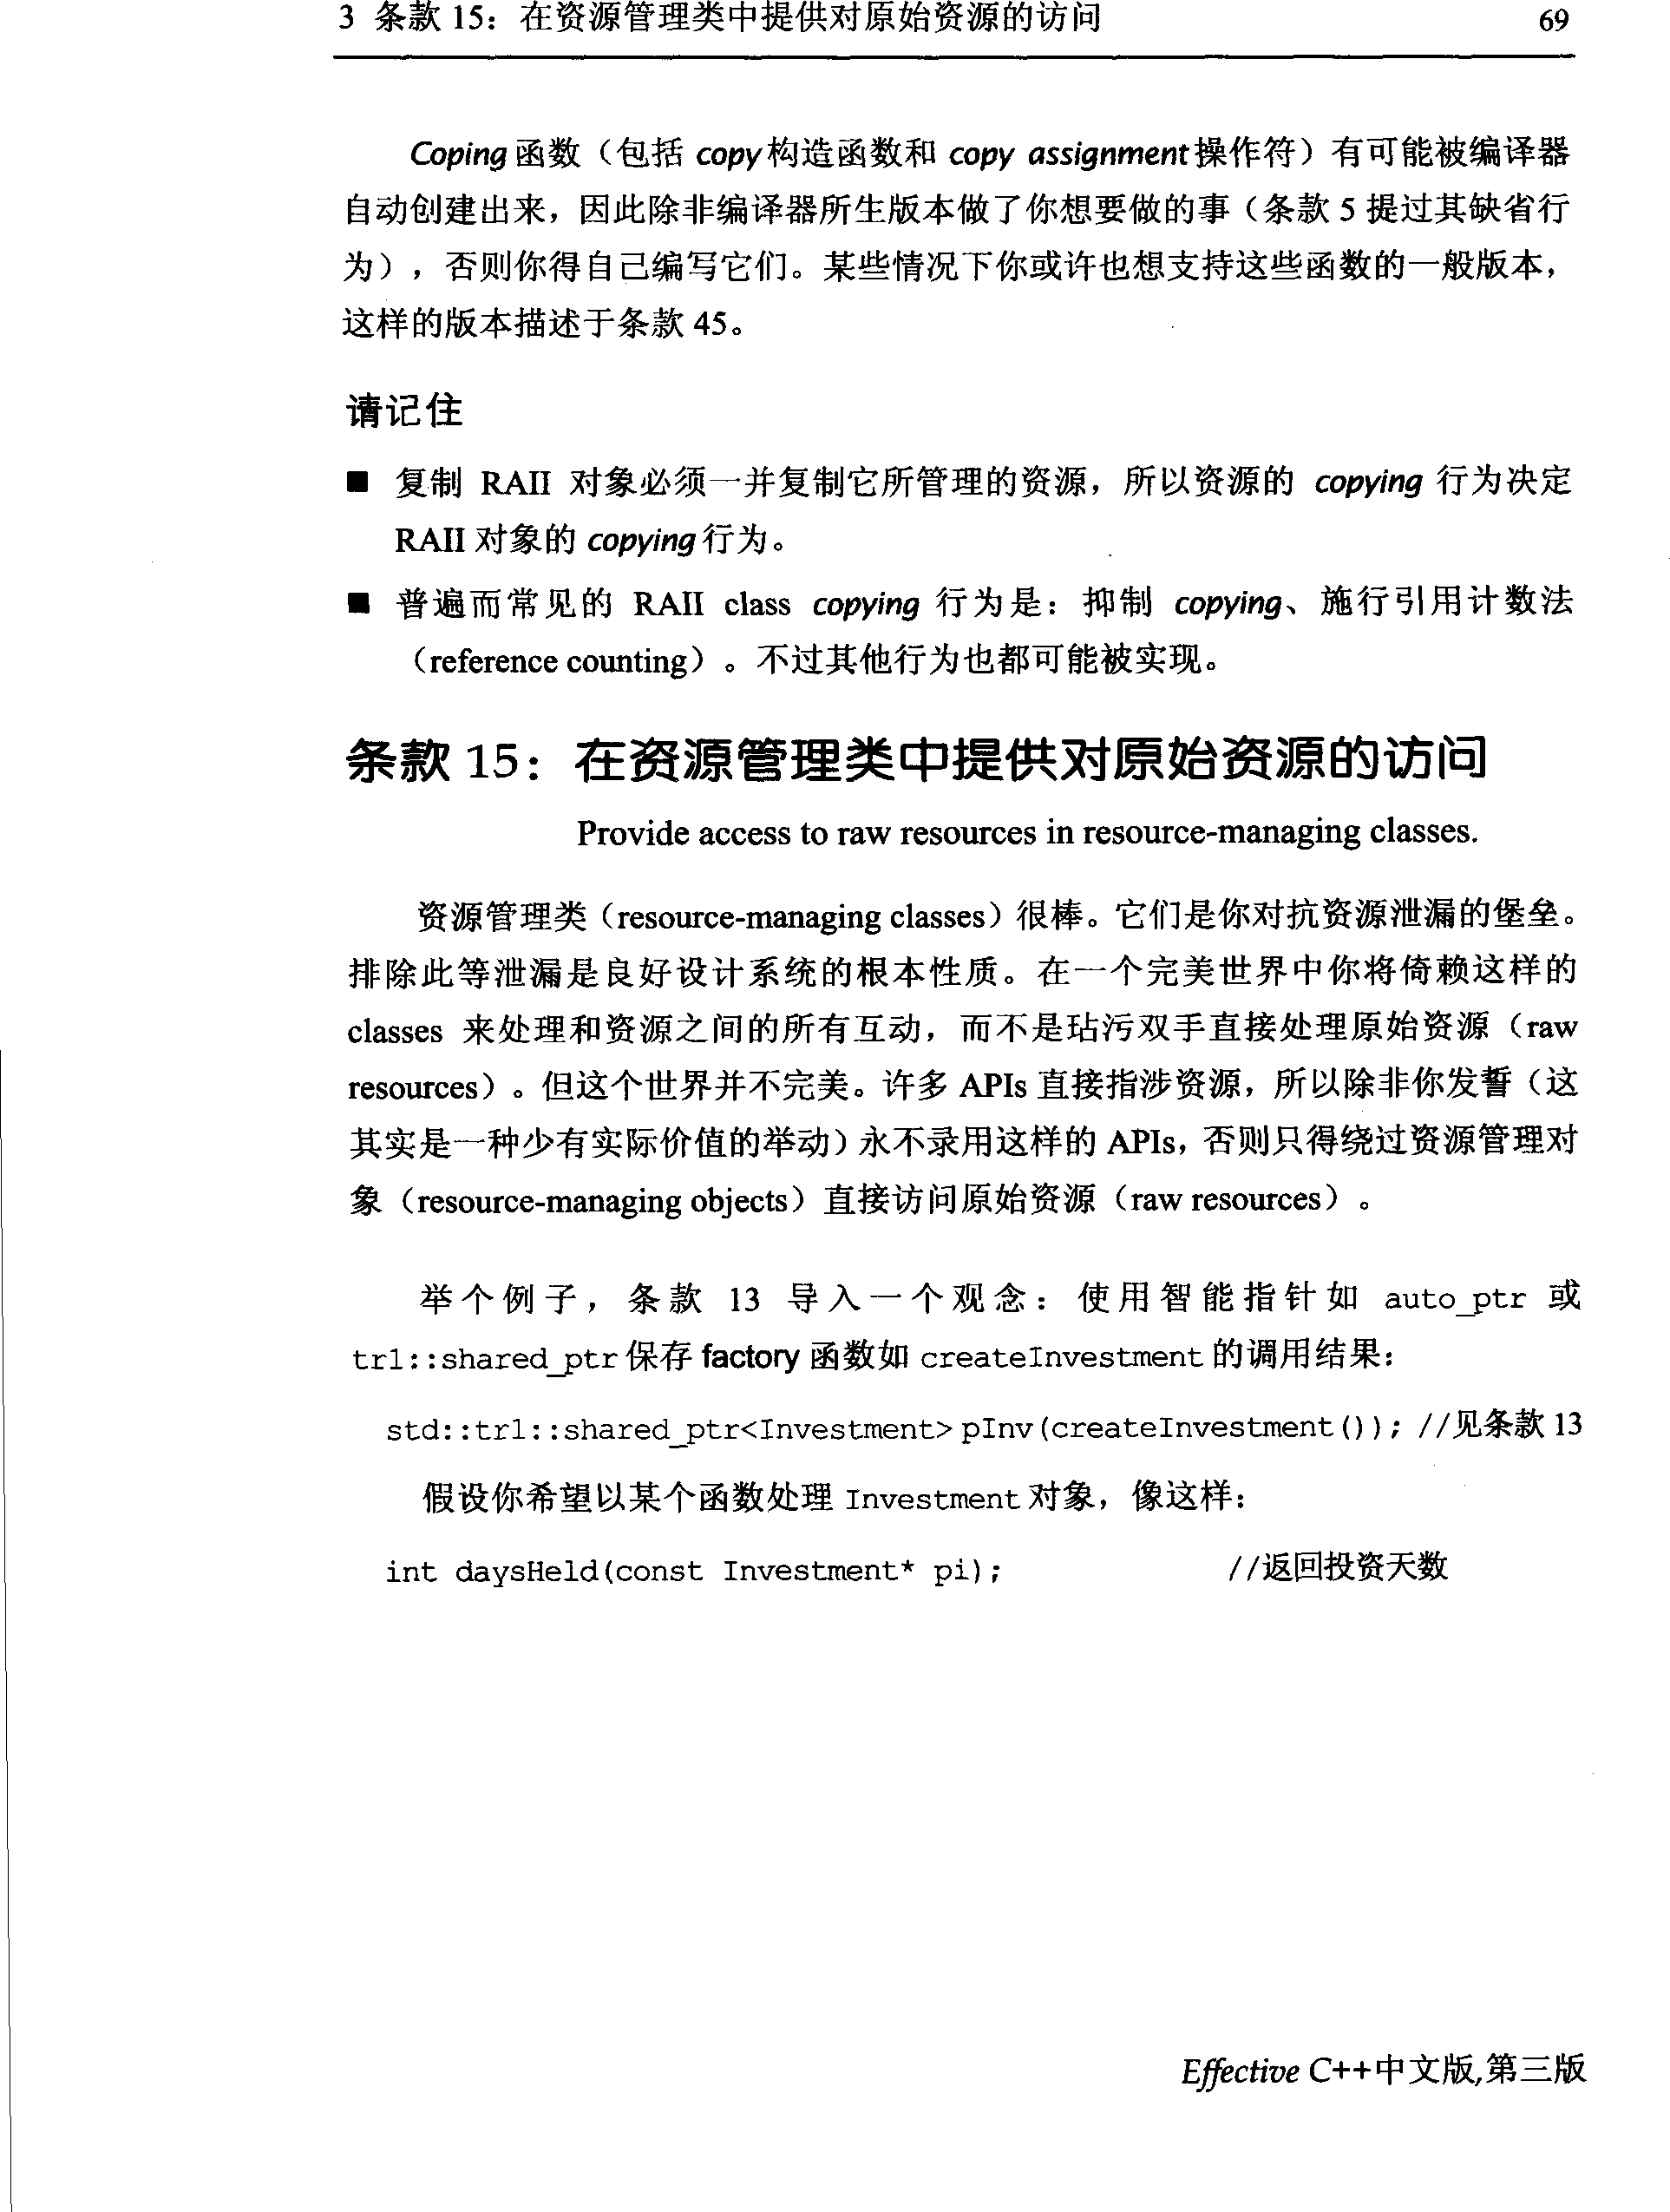 3 条款 15：在资源管理类中提供对原始资源的访问 69
Coping 函数（包括 copy构造函数和 copy assignment操作符）有可能被编译器
自动创建出来，因此除非编译器所生版本做了你想要做的事（条款 5 提过其缺省行
为），否则你得自己编写它们。某些情况下你或许也想支持这些函数的一般版本，
这样的版本描述于条款 45。
请记住
■ 复制 RAII 对象必须一并复制它所管理的资源，所以资源的 copying 行为决定
RAII 对象的 copying 行为。
■ 普遍而常见的 RAII class copying 行为是：抑制 copying、施行引用计数法
（reference counting）。不过其他行为也都可能被实现。
条款 15：在资源管理类中提供对原始资源的访问
Provide access to raw resources in resource-managing classes.
资源管理类（resource-managing classes）很棒。它们是你对抗资源泄漏的堡垒。
排除此等泄漏是良好设计系统的根本性质。在一个完美世界中你将倚赖这样的
classes 来处理和资源之间的所有互动，而不是玷污双手直接处理原始资源（raw
resources）。但这个世界并不完美。许多 APIs 直接指涉资源，所以除非你发誓（这
其实是一种少有实际价值的举动）永不录用这样的 APIs，否则只得绕过资源管理对
象（resource-managing objects）直接访问原始资源（raw resources）。
举个例子，条款 13 导入一个观念：使用智能指针如 auto_ptr 或
tr1::shared_ptr 保存 factory 函数如 createInvestment 的调用结果：
std::tr1::shared_ptr<Investment> pInv(createInvestment()); //见条款 13
假设你希望以某个函数处理 Investment 对象，像这样：
int daysHeld(const Investment* pi); //返回投资天数
Effective C++中文版,第三版